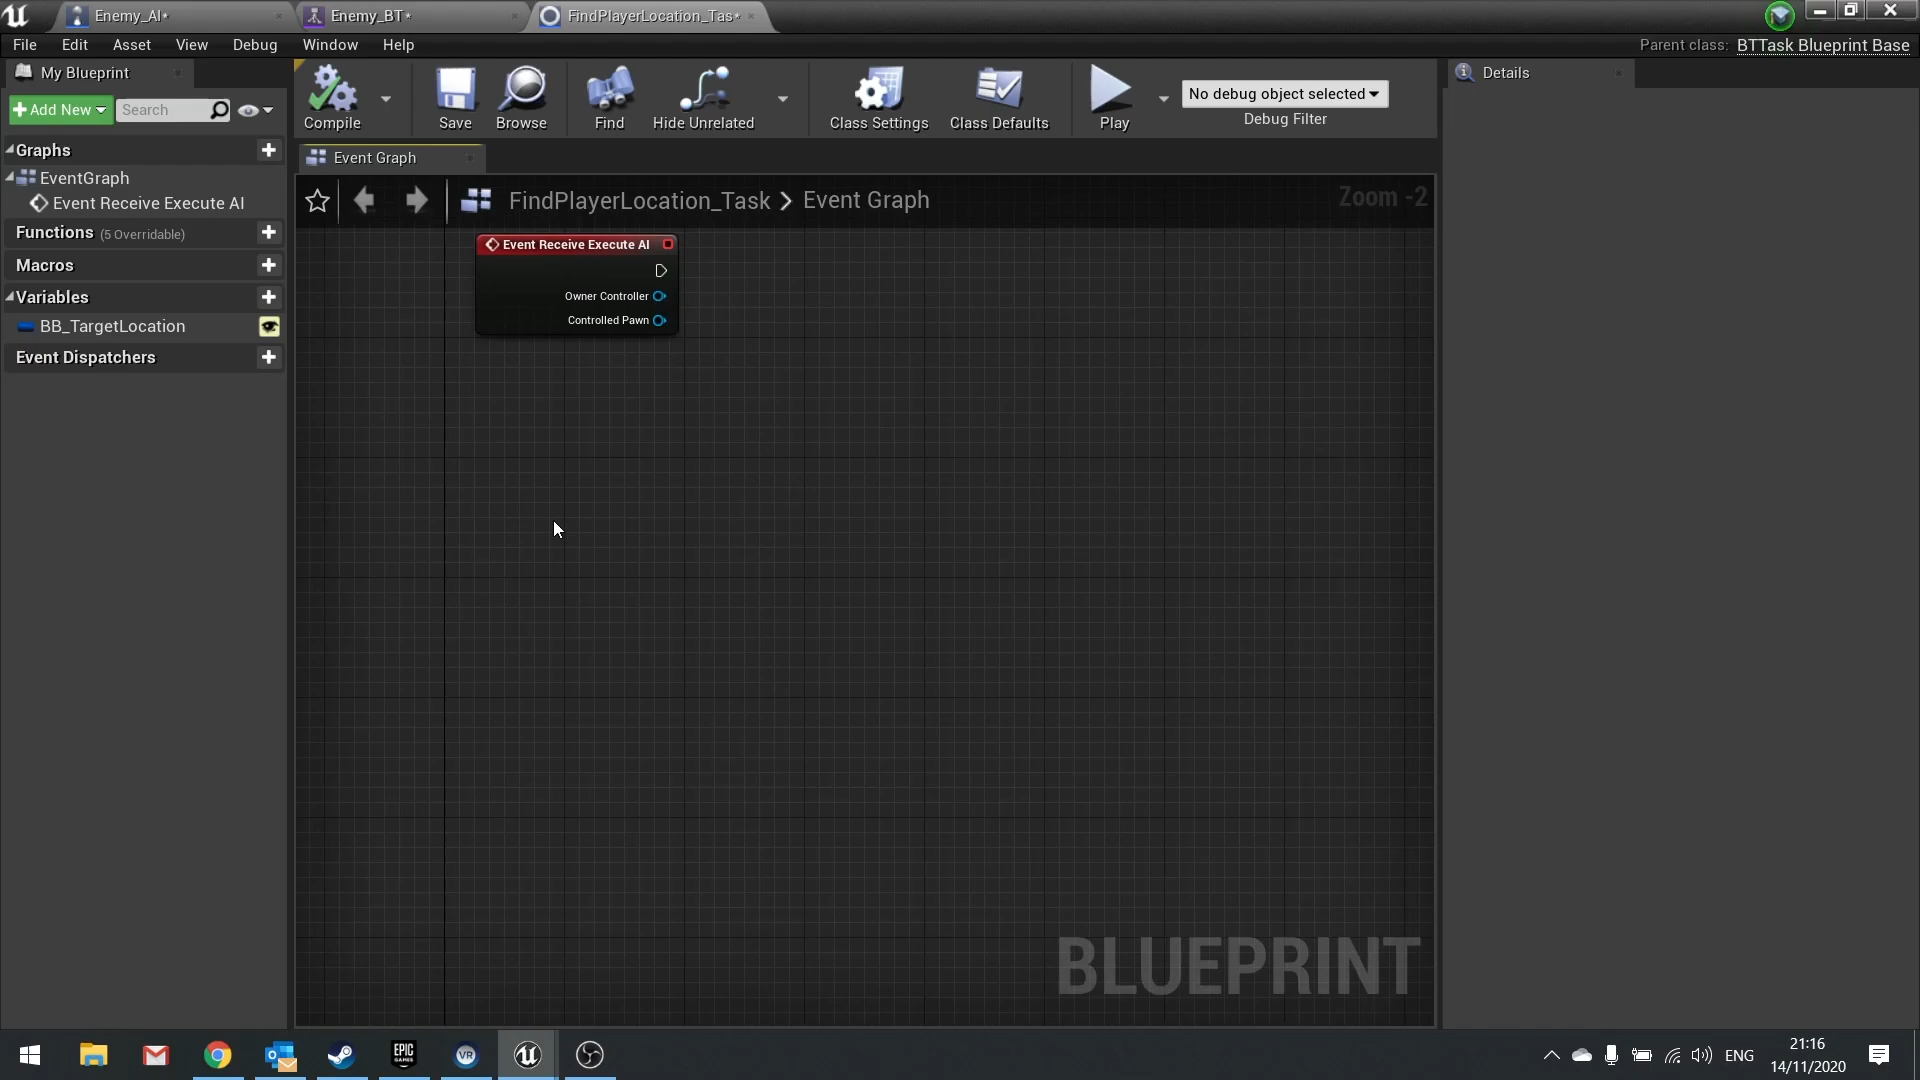 Enemy_AI*
Enemy_BT*
FindPlayerLocation_Tas*
File Edit Asset View Debug Window Help
Parent class: BTTask Blueprint Base
My Blueprint
Details
Add New
Search
Compile
Save
Browse
Find
Hide Unrelated
Class Settings
Class Defaults
Play
No debug object selected
Debug Filter
Graphs
EventGraph
Event Receive Execute AI
Functions (5 Overridable)
Macros
Variables
BB_TargetLocation
Event Dispatchers
Event Graph
FindPlayerLocation_Task > Event Graph
Zoom -2
Event Receive Execute AI
Owner Controller
Controlled Pawn
BLUEPRINT
EPIC
GAMES
VR
ENG
21:16
14/11/2020